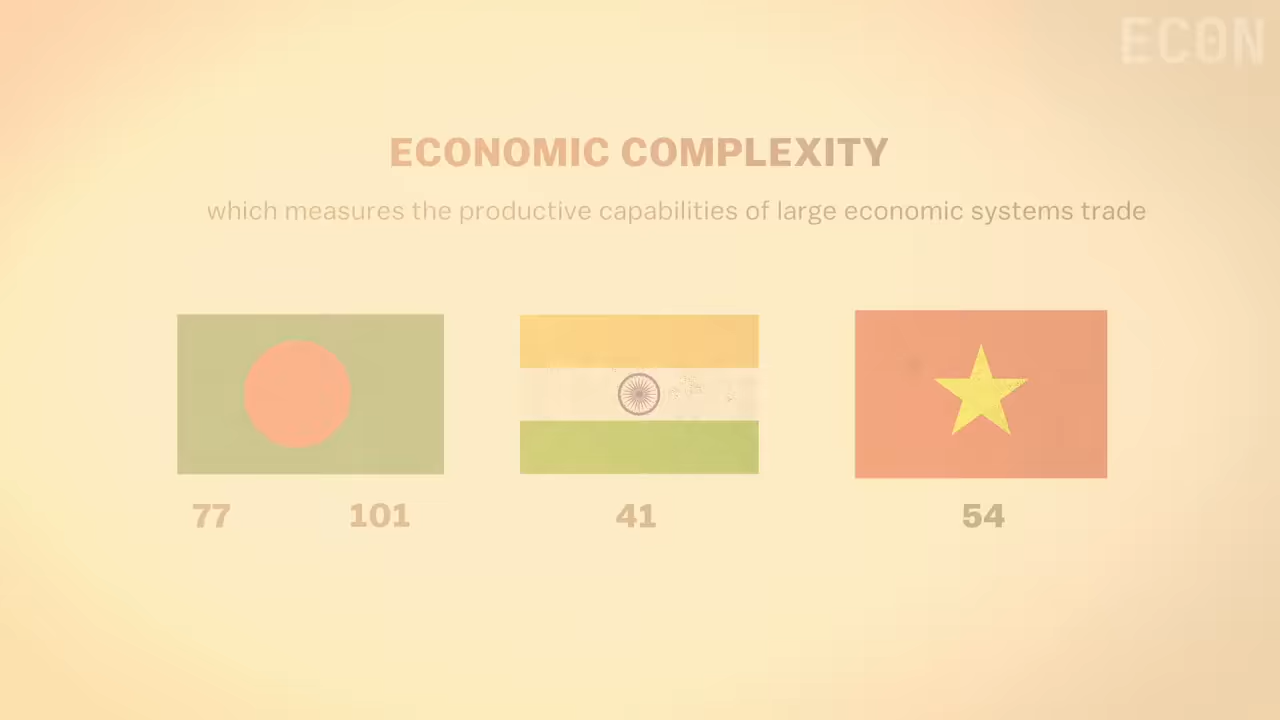 ECON
ECONOMIC COMPLEXITY
which measures the productive capabilities of large economic systems trade
77 101 41 54